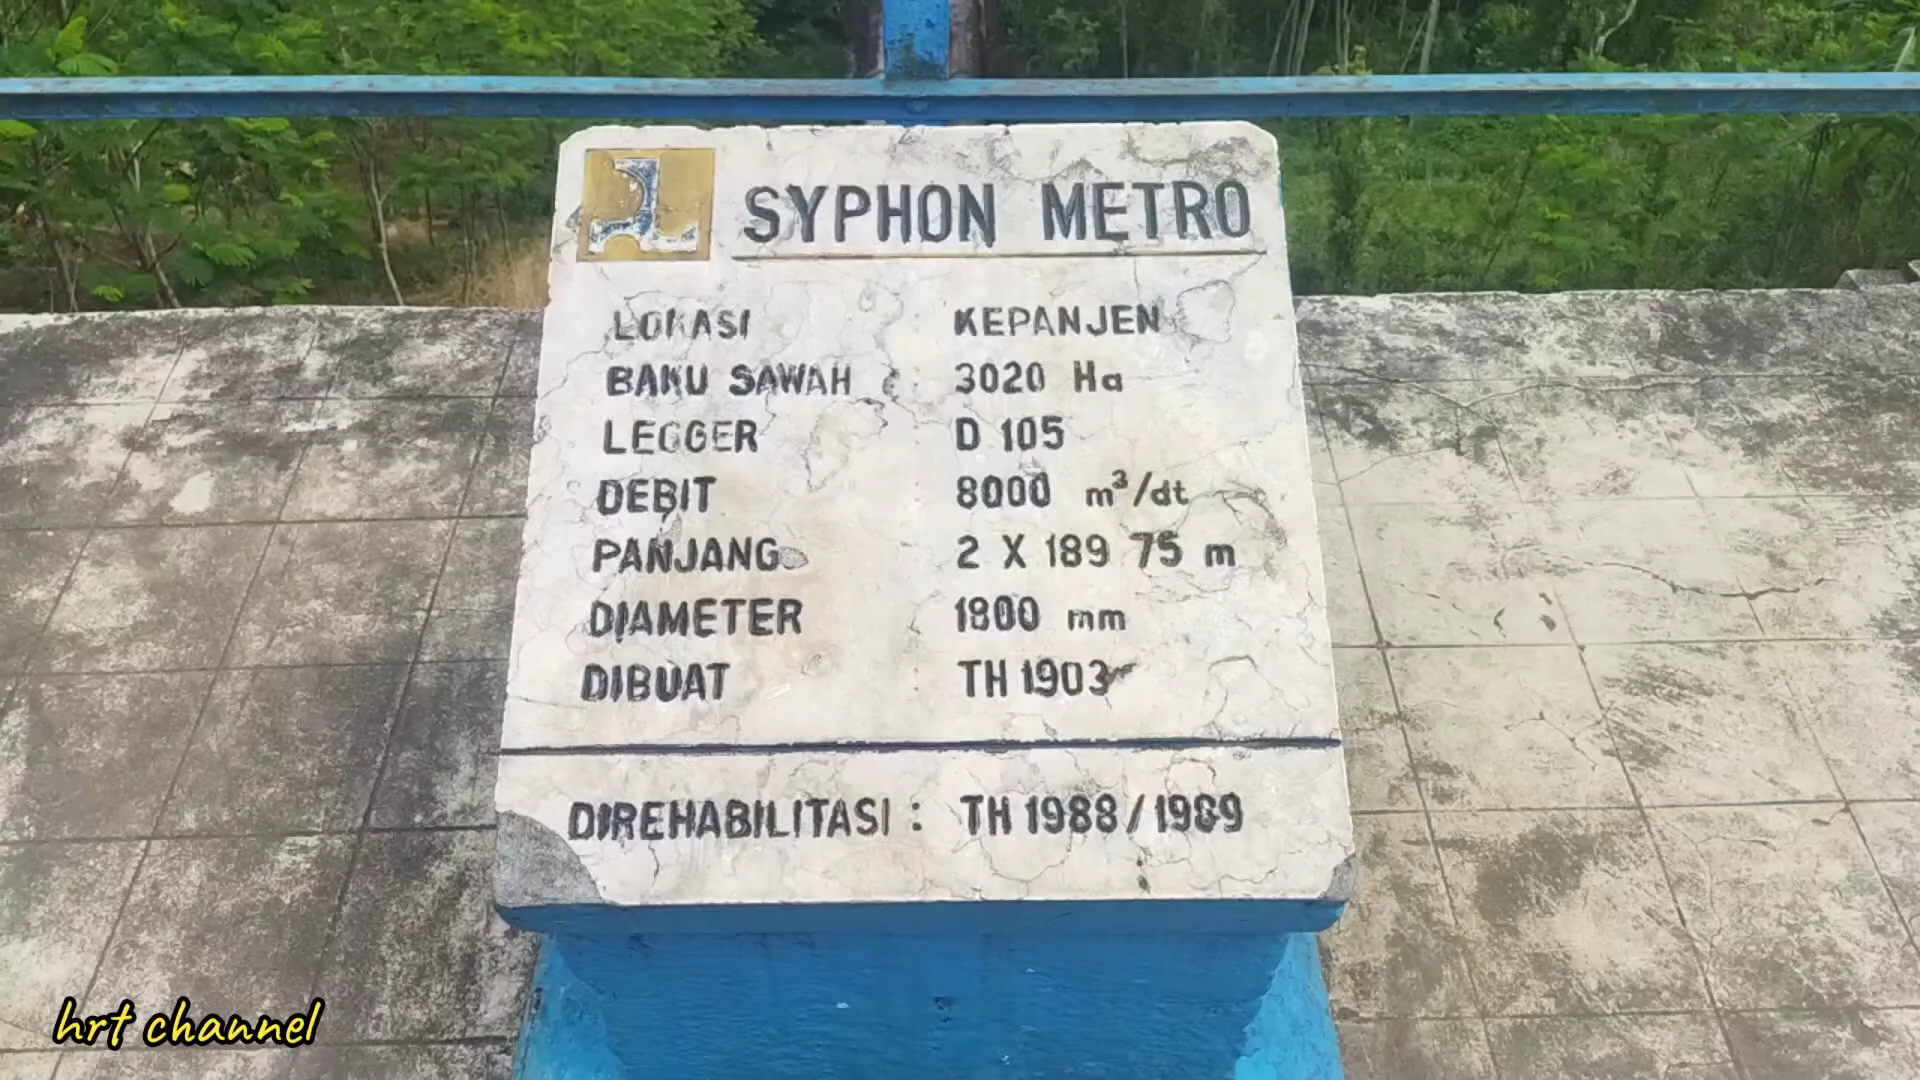 SYPHON METRO
LOKASI KEPANJEN
BAKU SAWAH : 3020 Ha
LEGGER D 105
DEBIT 8000 m³/dt
PANJANG 2 X 189 75 m
DIAMETER 1800 mm
DIBUAT TH 1903
DIREHABILITASI : TH 1988 / 1989
hrt channel